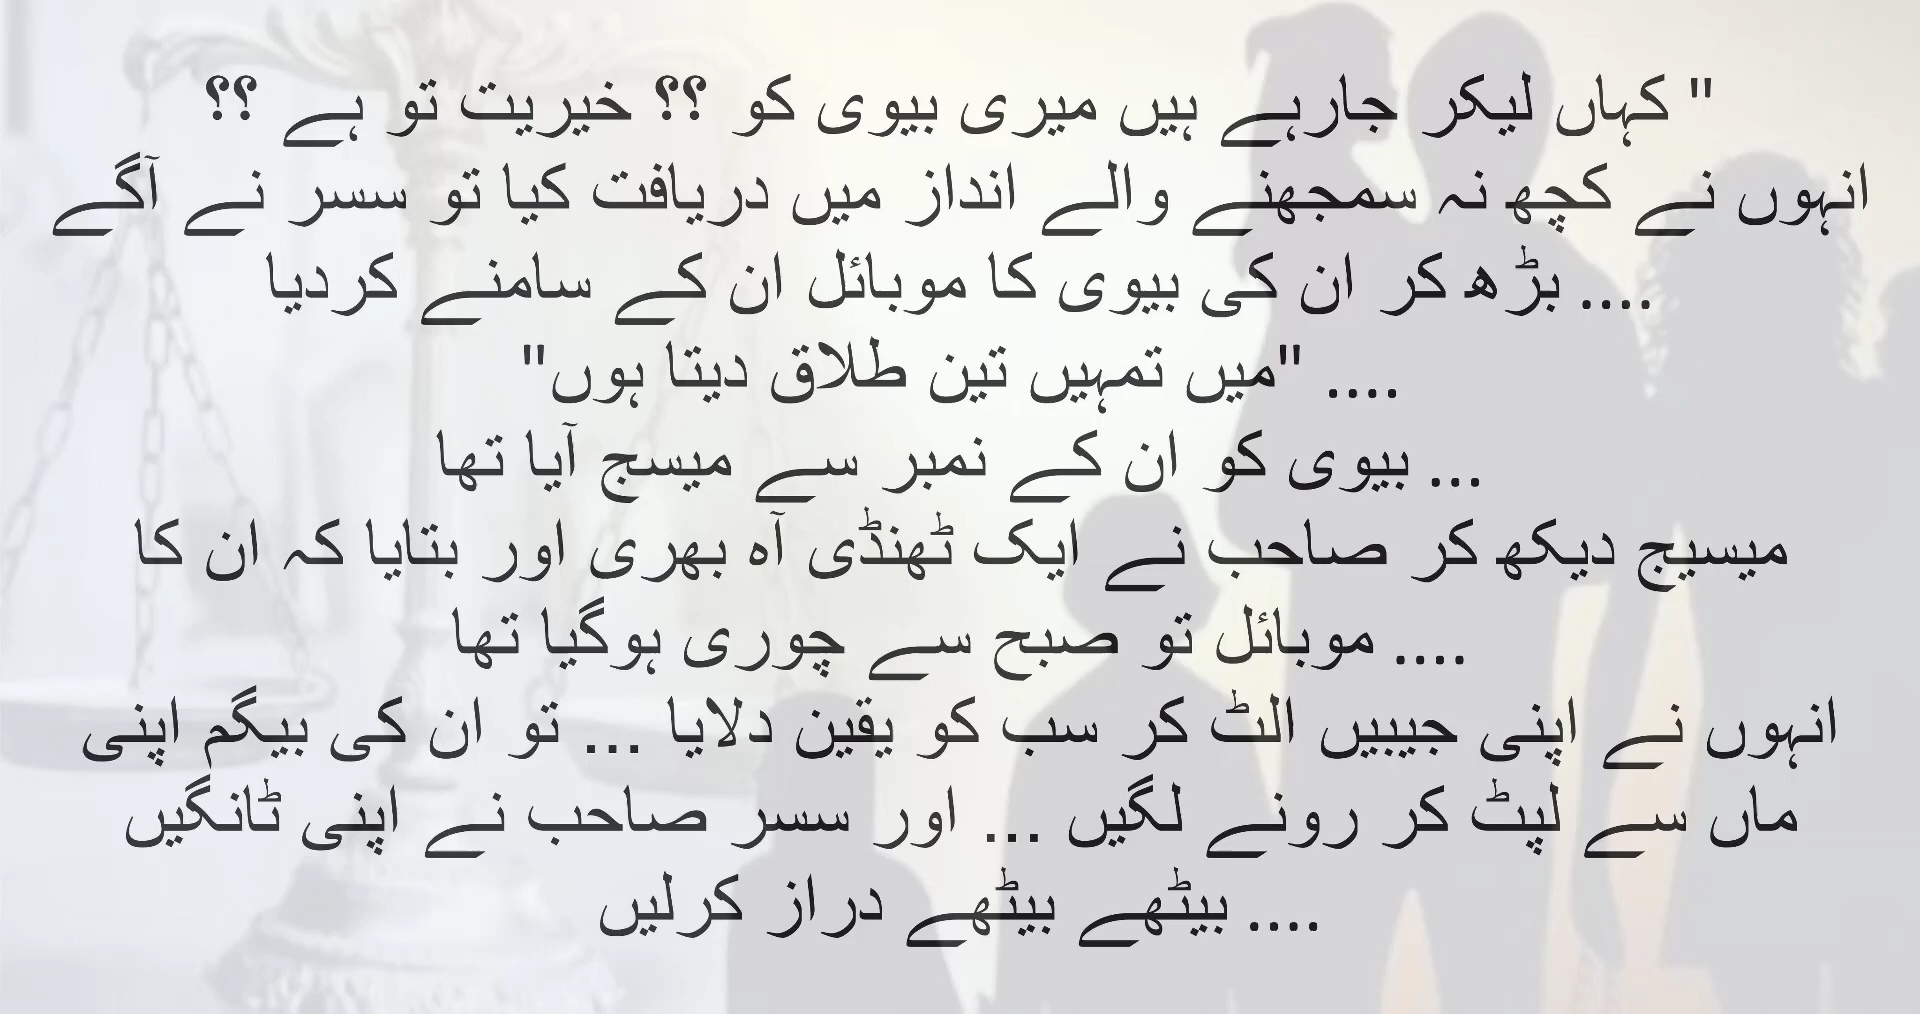 " کہاں لیکر جارہے ہیں میری بیوی کو ؟؟ خیریت تو ہے ؟؟
انہوں نے کچھ نہ سمجھنے والے انداز میں دریافت کیا تو سسر نے آگے
.... بڑھ کر ان کی بیوی کا موبائل ان کے سامنے کردیا
.... "میں تمہیں تین طلاق دیتا ہوں"
... بیوی کو ان کے نمبر سے میسج آیا تھا
میسیج دیکھ کر صاحب نے ایک ٹھنڈی آہ بھری اور بتایا کہ ان کا
.... موبائل تو صبح سے چوری ہوگیا تھا
انہوں نے اپنی جیبیں الٹ کر سب کو یقین دلایا ... تو ان کی بیگم اپنی
ماں سے لپٹ کر رونے لگیں ... اور سسر صاحب نے اپنی ٹانگیں
.... بیٹھے بیٹھے دراز کرلیں